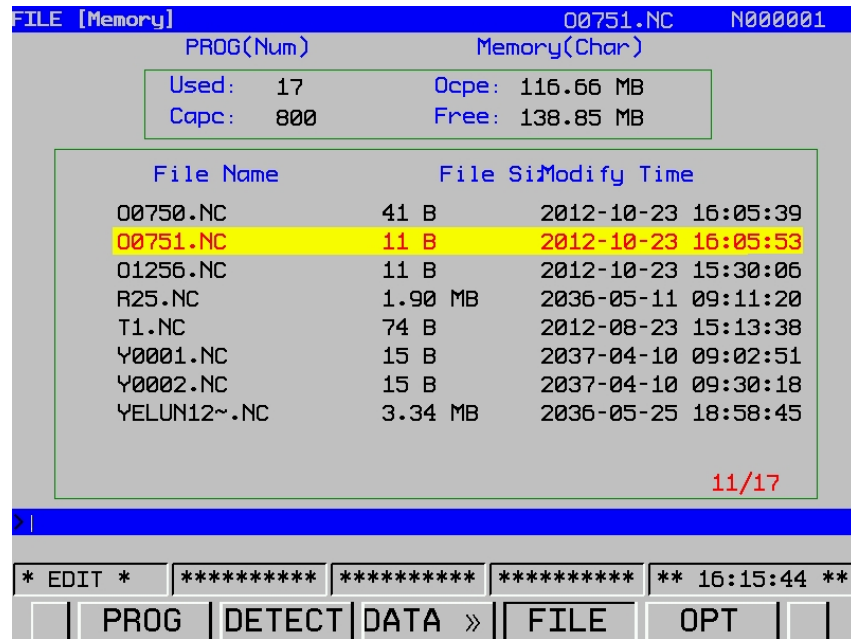 FILE [Memory] O0751.NC N000001
PROG(Num) Memory(Char)
Used: 17 Ocpe: 116.66 MB
Capc: 800 Free: 138.85 MB
File Name File Si Modify Time
O0750.NC 41 B 2012-10-23 16:05:39
O0751.NC 11 B 2012-10-23 16:05:53
O1256.NC 11 B 2012-10-23 15:30:06
R25.NC 1.90 MB 2036-05-11 09:11:20
T1.NC 74 B 2012-08-23 15:13:38
Y0001.NC 15 B 2037-04-10 09:02:51
Y0002.NC 15 B 2037-04-10 09:30:18
YELUN12~.NC 3.34 MB 2036-05-25 18:58:45
11/17
>
* EDIT * ********** ********** ********** ** 16:15:44 **
PROG DETECT DATA » FILE OPT